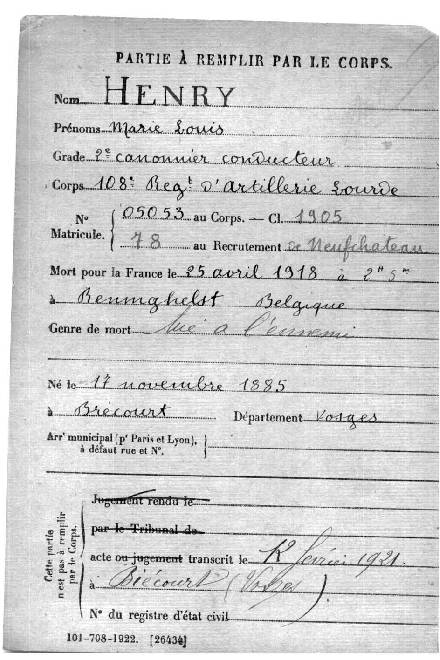 PARTIE À REMPLIR PAR LE CORPS.
Nom HENRY
Prénoms Marie Louis
Grade 2e canonnier conducteur
Corps 108e Regt d'Artillerie Lourde
N° Matricule. { 05053 au Corps. — Cl. 1905
78 au Recrutement de Neufchateau
Mort pour la France le 25 avril 1918 à 2h 5m
à Reninghelst Belgique
Genre de mort Tué à l'ennemi
Né le 17 novembre 1885
à Brécourt Département Vosges
Arrt municipal (pr Paris et Lyon), à défaut rue et N°.
Cette partie n'est pas à remplir par le Corps.
Jugement rendu le
par le Tribunal de
acte ou jugement transcrit le 12 février 1921
à Biécourt (Vosges)
N° du registre d'état civil
101-708-1922. [26434]